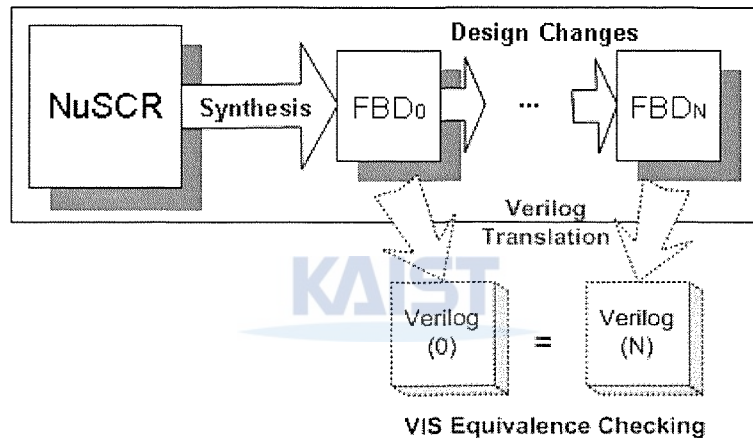 Design Changes
NuSCR
Synthesis
FBD0
...
FBDN
Verilog
Translation
KAIST
Verilog
(0)
=
Verilog
(N)
VIS Equivalence Checking